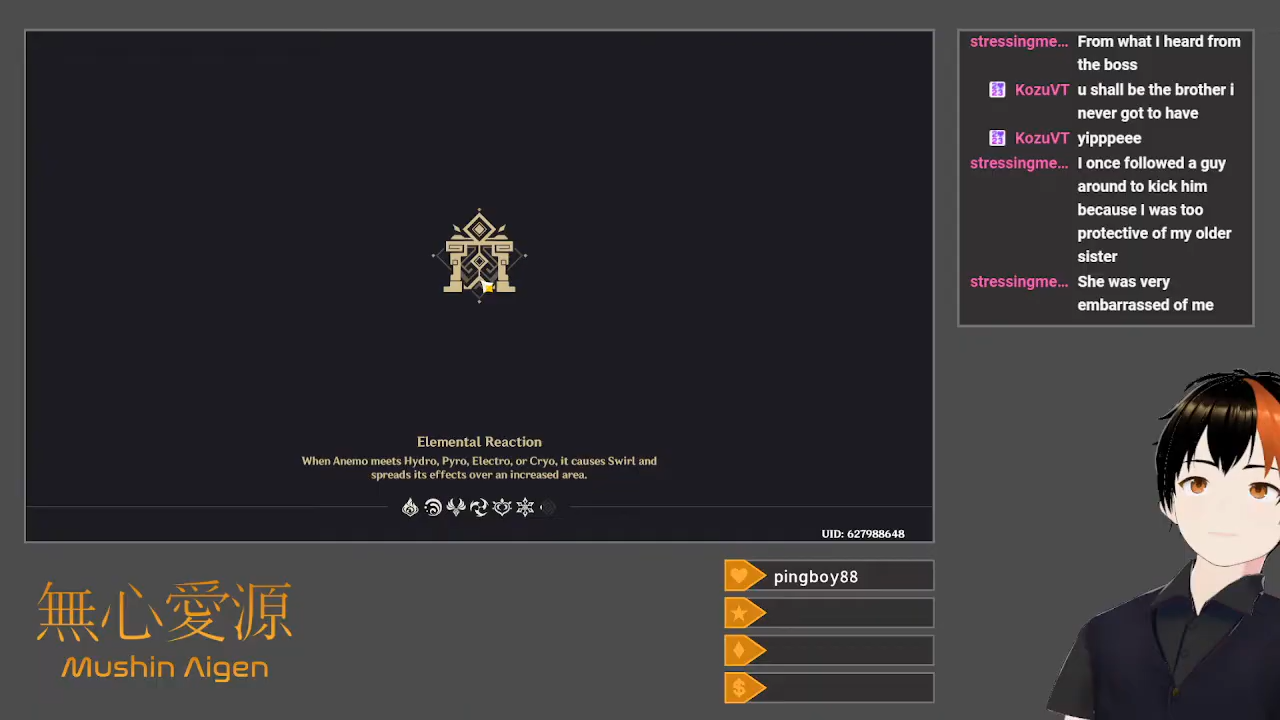 stressingme... From what I heard from
the boss
KozuVT u shall be the brother i
never got to have
KozuVT yipppeee
stressingme... I once followed a guy
around to kick him
because I was too
protective of my older
sister
stressingme... She was very
embarrassed of me
Elemental Reaction
When Anemo meets Hydro, Pyro, Electro, or Cryo, it causes Swirl and
spreads its effects over an increased area.
UID: 627988648
無心愛源
Mushin Aigen
pingboy88
$